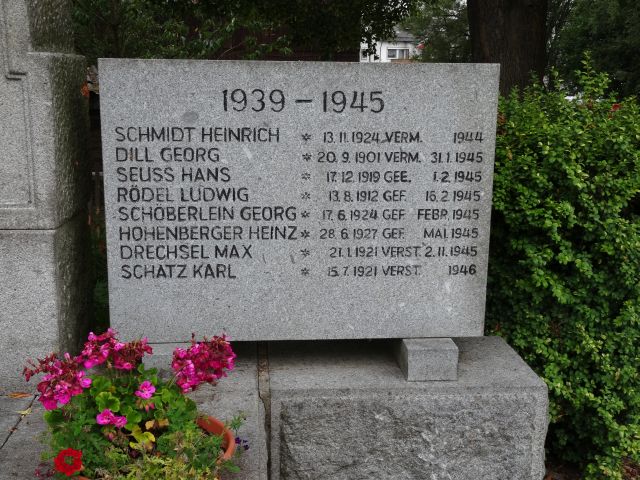 1939 - 1945
SCHMIDT HEINRICH * 13.11.1924 VERM. 1944
DILL GEORG * 20.9.1901 VERM. 31.1.1945
SEUSS HANS * 17.12.1919 GEF. 1.2.1945
RÖDEL LUDWIG * 13.8.1912 GEF. 16.2.1945
SCHÖBERLEIN GEORG * 17.6.1924 GEF. FEBR.1945
HOHENBERGER HEINZ * 28.6.1927 GEF. MAI.1945
DRECHSEL MAX * 21.1.1921 VERST. 2.11.1945
SCHATZ KARL * 15.7.1921 VERST. 1946